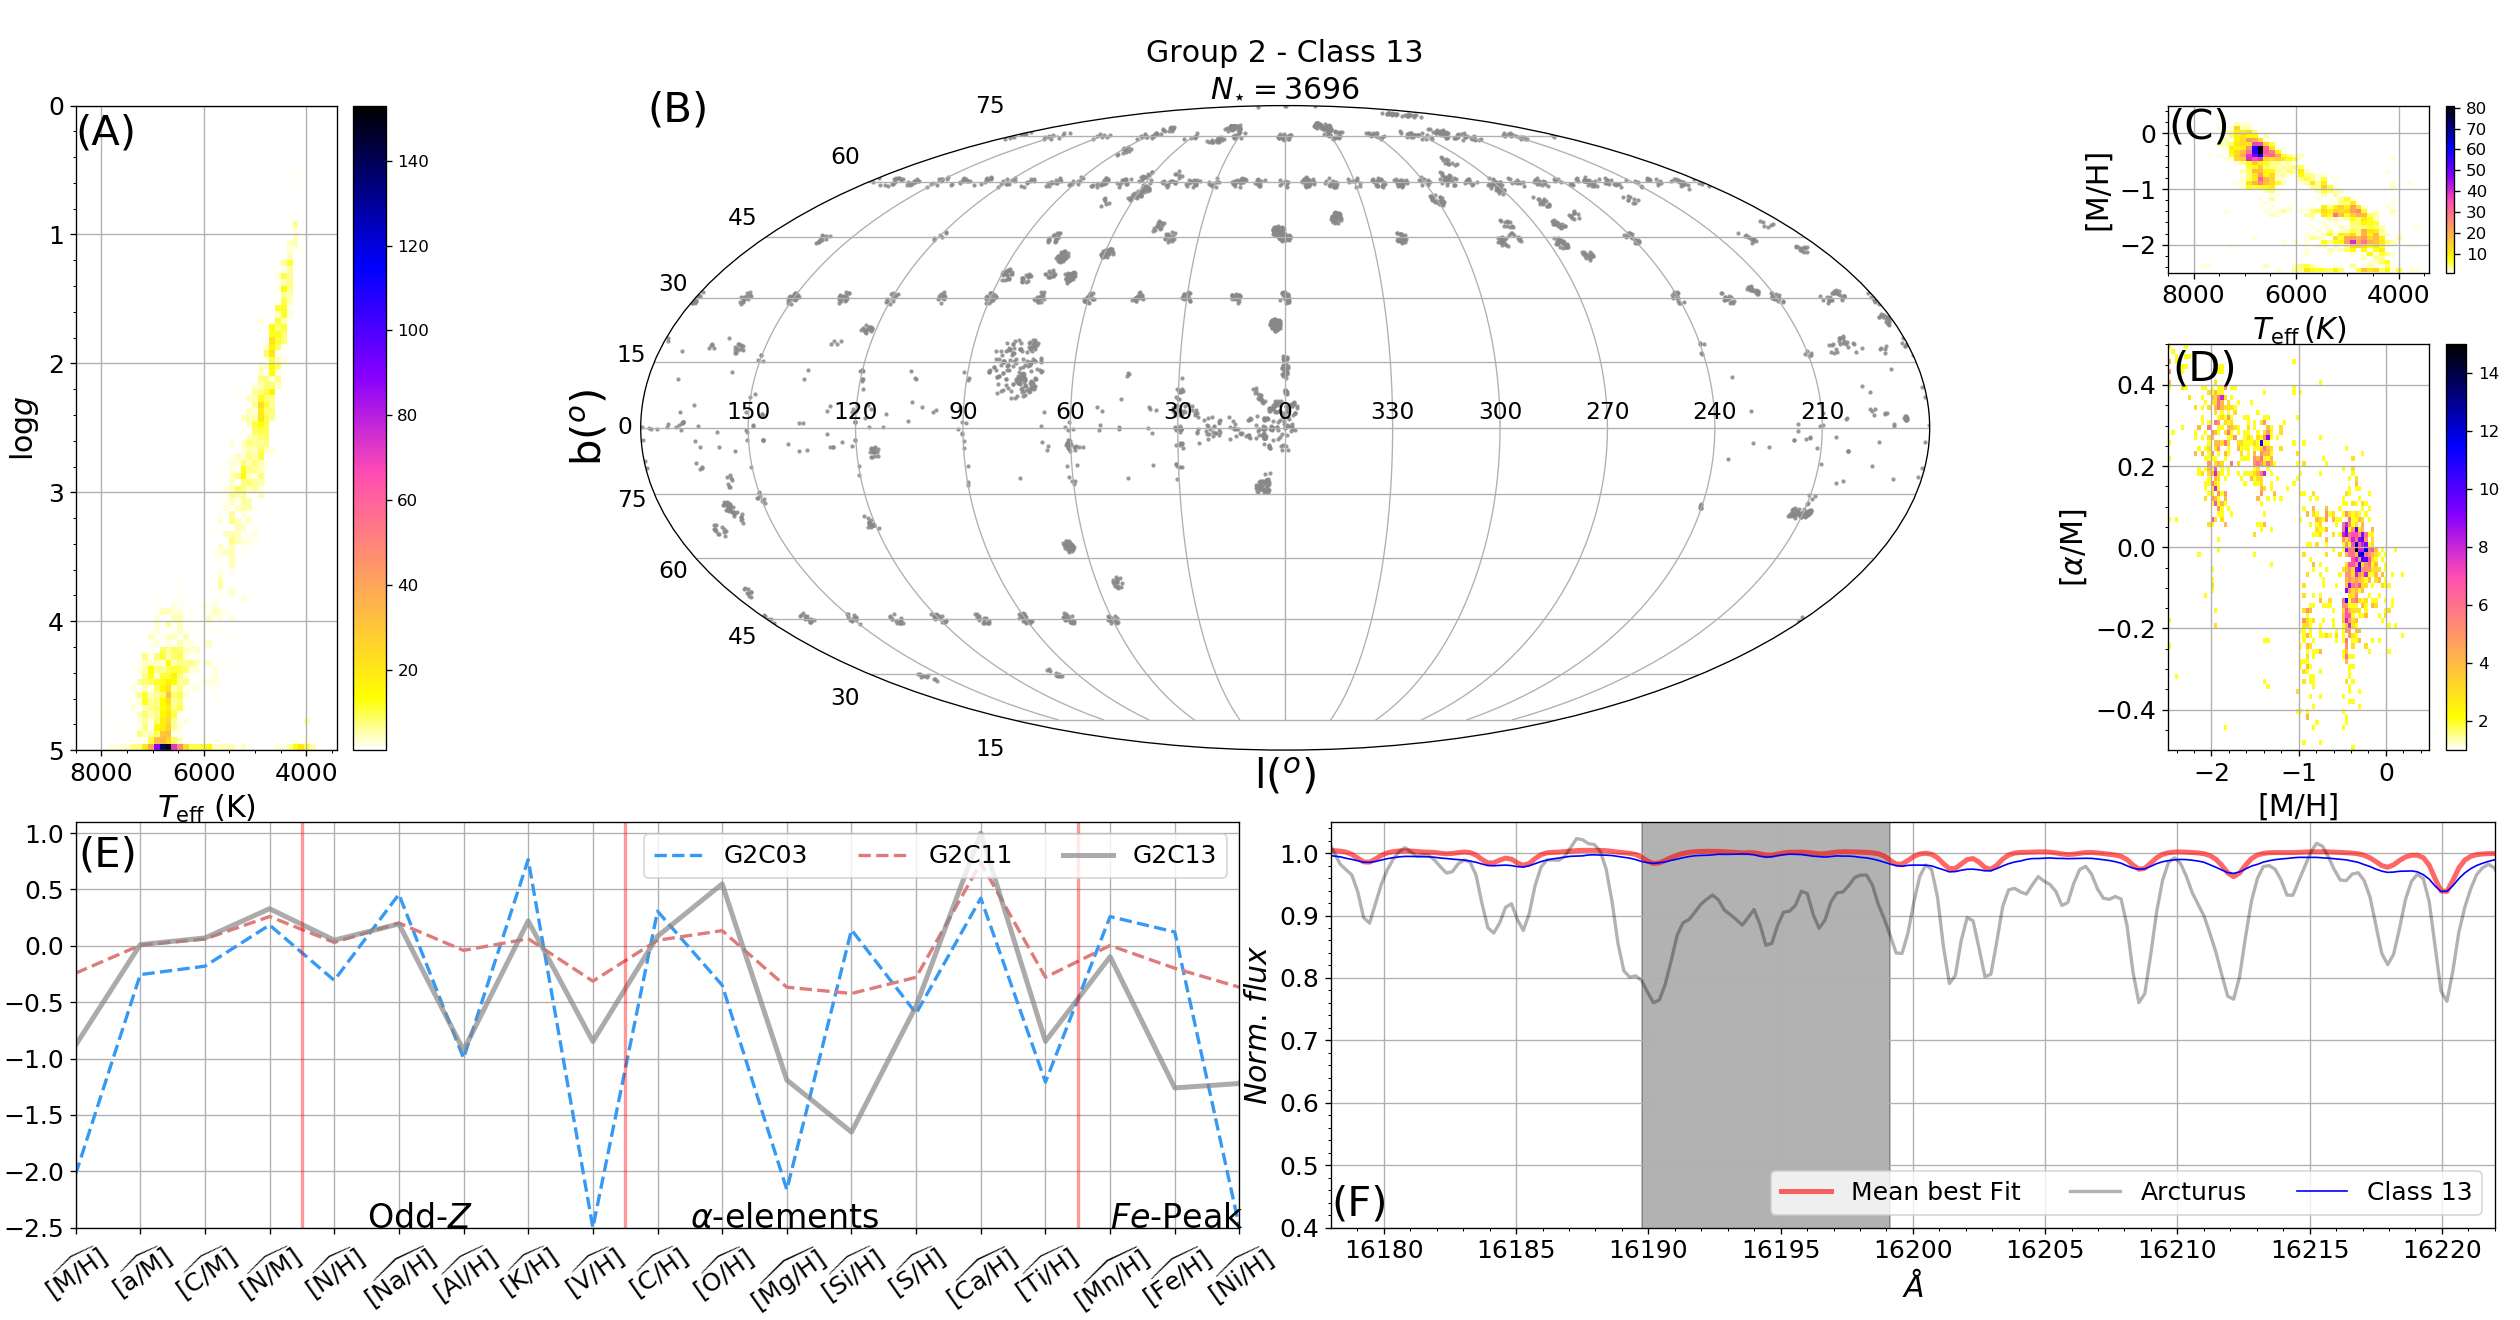 Group 2 - Class 13
N⋆ = 3696
(A)
0
1
2
3
4
5
logg
8000 6000 4000
Teff (K)
140
120
100
80
60
40
20
(B)
75
60
45
30
15
0
75
60
45
30
15
b(o)
150 120 90 60 30 0 330 300 270 240 210
l(o)
(C)
0
−1
−2
[M/H]
8000 6000 4000
Teff (K)
80
70
60
50
40
30
20
10
(D)
0.4
0.2
0.0
−0.2
−0.4
[α/M]
−2 −1 0
[M/H]
14
12
10
8
6
4
2
(E)
1.0
0.5
0.0
−0.5
−1.0
−1.5
−2.0
−2.5
G2C03 G2C11 G2C13
Odd-Z α-elements Fe-Peak
[M/H] [a/M] [C/M] [N/M] [N/H] [Na/H] [Al/H] [K/H] [V/H] [C/H] [O/H] [Mg/H] [Si/H] [S/H] [Ca/H] [Ti/H] [Mn/H] [Fe/H] [Ni/H]
Norm. flux
1.0
0.9
0.8
0.7
0.6
0.5
0.4
(F)
Mean best Fit Arcturus Class 13
16180 16185 16190 16195 16200 16205 16210 16215 16220
Å